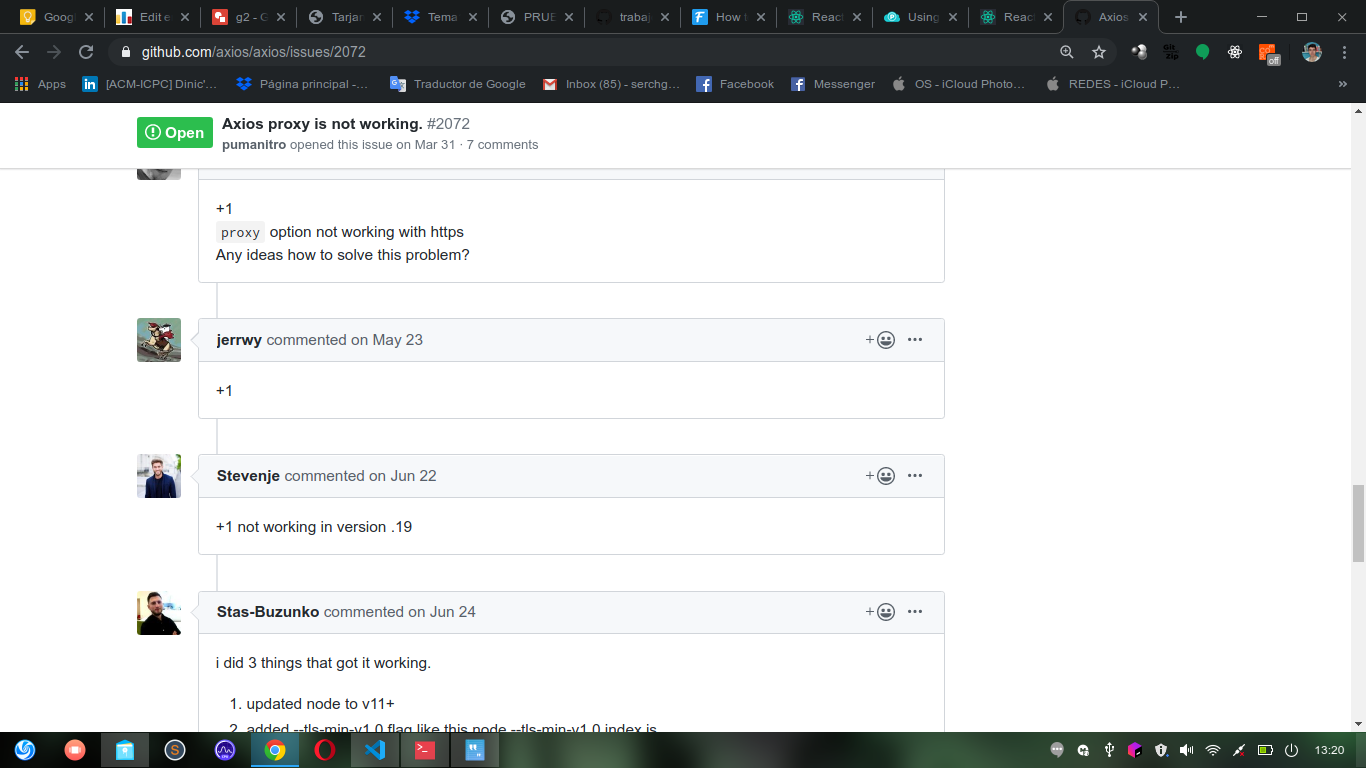 Googl
Edit e
g2 - G
Tarjan
Tema
PRUE
trabaj
How t
React
Using
React
Axios
github.com/axios/axios/issues/2072
Git
Zip
off
Apps
[ACM-ICPC] Dinic'...
Página principal -...
Traductor de Google
Inbox (85) - serchg...
Facebook
Messenger
OS - iCloud Photo...
REDES - iCloud P...
»
Open
Axios proxy is not working. #2072
pumanitro opened this issue on Mar 31 · 7 comments
+1
proxy option not working with https
Any ideas how to solve this problem?
jerrwy commented on May 23
+1
Stevenje commented on Jun 22
+1 not working in version .19
Stas-Buzunko commented on Jun 24
i did 3 things that got it working.
1. updated node to v11+
2. added --tls-min-v1.0 flag like this node --tls-min-v1.0 index.js
13:20